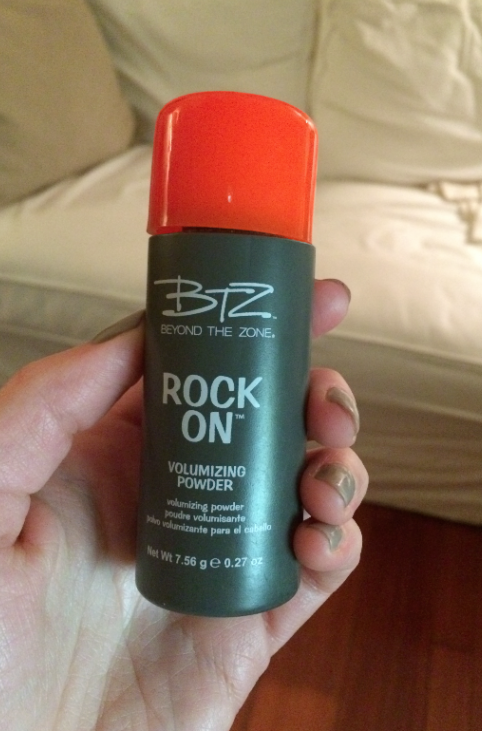 BTZ™
BEYOND THE ZONE®
ROCK
ON™
VOLUMIZING
POWDER
volumizing powder
poudre volumisante
polvo volumizante para el cabello
Net Wt 7.56 g ℮ 0.27 oz